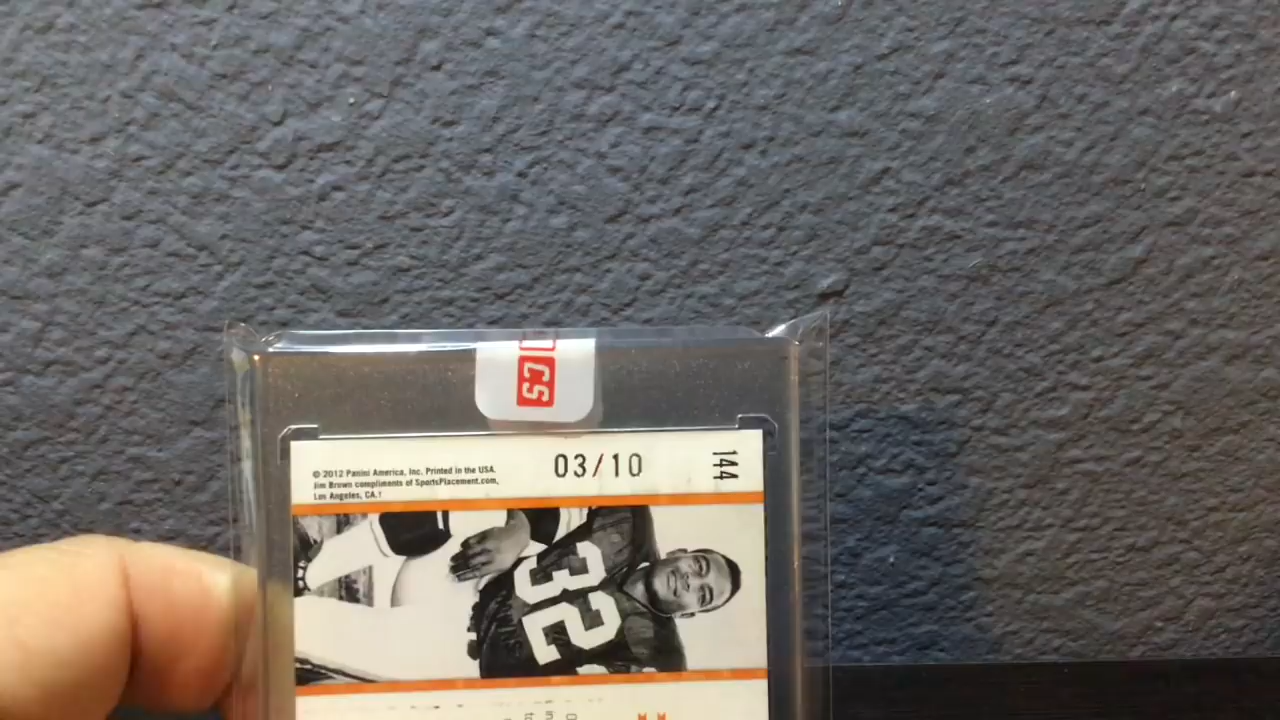 CS
© 2012 Panini America, Inc. Printed in the USA.
Jim Brown compliments of SportsPlacement.com,
Los Angeles, CA.!
03/10
144
32